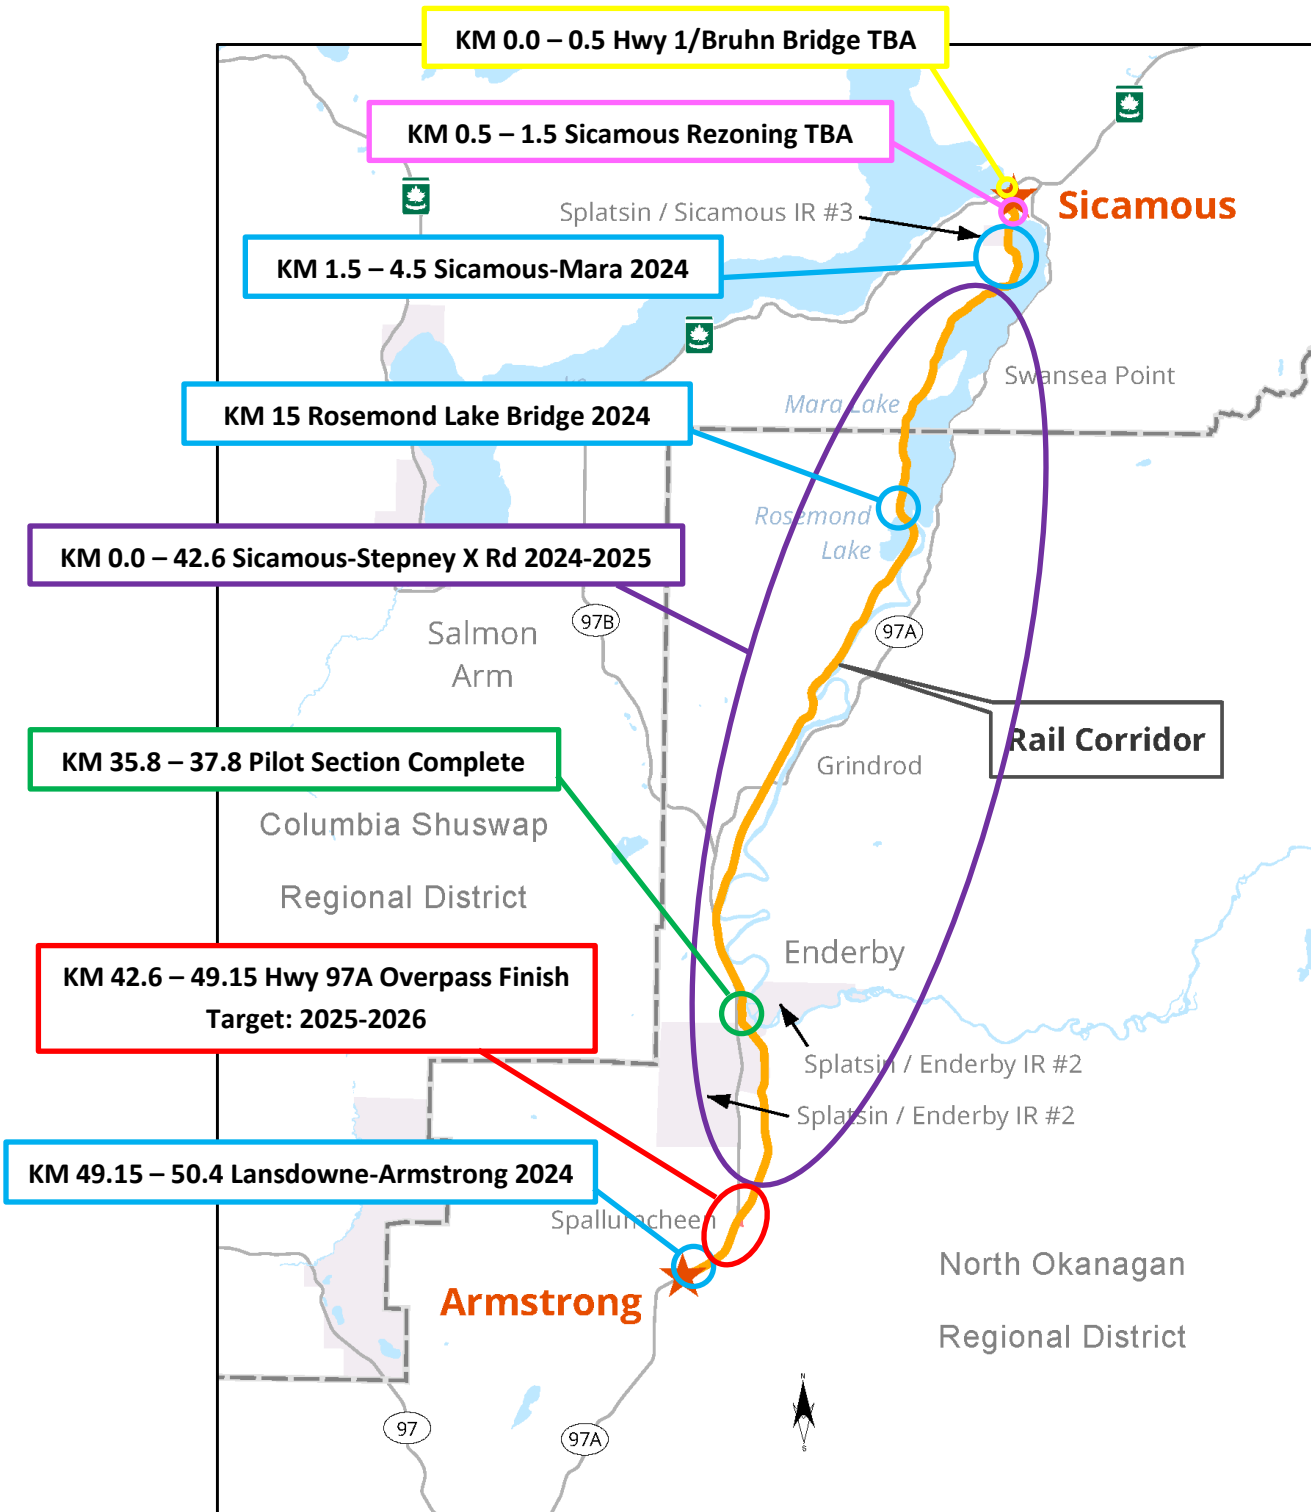 KM 0.0 – 0.5 Hwy 1/Bruhn Bridge TBA
KM 0.5 – 1.5 Sicamous Rezoning TBA
Sicamous
Splatsin / Sicamous IR #3
KM 1.5 – 4.5 Sicamous-Mara 2024
Swansea Point
KM 15 Rosemond Lake Bridge 2024
Mara Lake
Rosemond
Lake
KM 0.0 – 42.6 Sicamous-Stepney X Rd 2024-2025
97B
97A
Salmon
Arm
Rail Corridor
KM 35.8 – 37.8 Pilot Section Complete
Grindrod
Columbia Shuswap
Regional District
Enderby
KM 42.6 – 49.15 Hwy 97A Overpass Finish
Target: 2025-2026
Splatsin / Enderby IR #2
Splatsin / Enderby IR #2
KM 49.15 – 50.4 Lansdowne-Armstrong 2024
Spallumcheen
Armstrong
North Okanagan
Regional District
N
S
97
97A